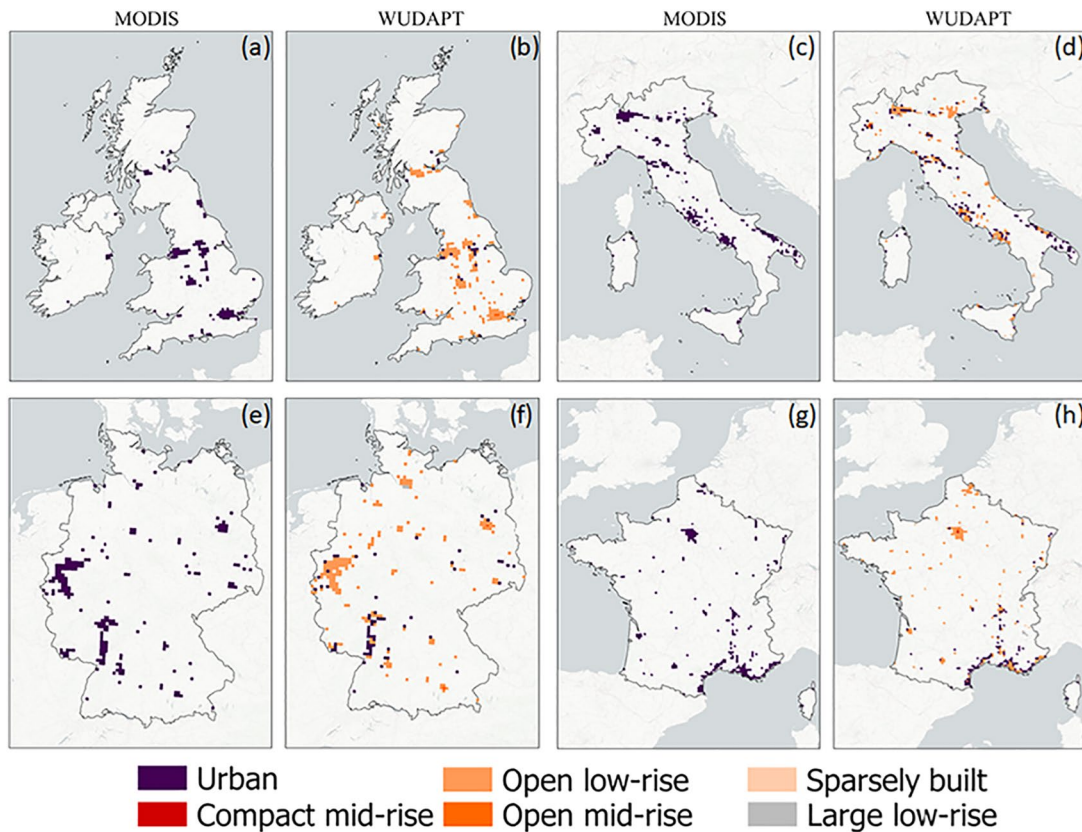 MODIS WUDAPT MODIS WUDAPT
(a) (b) (c) (d)
(e) (f) (g) (h)
Urban Open low-rise Sparsely built
Compact mid-rise Open mid-rise Large low-rise